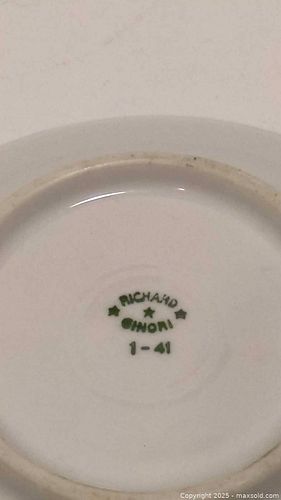 ★ RICHARD ★
★
GINORI
1-41
Copyright 2025 - maxsold.com